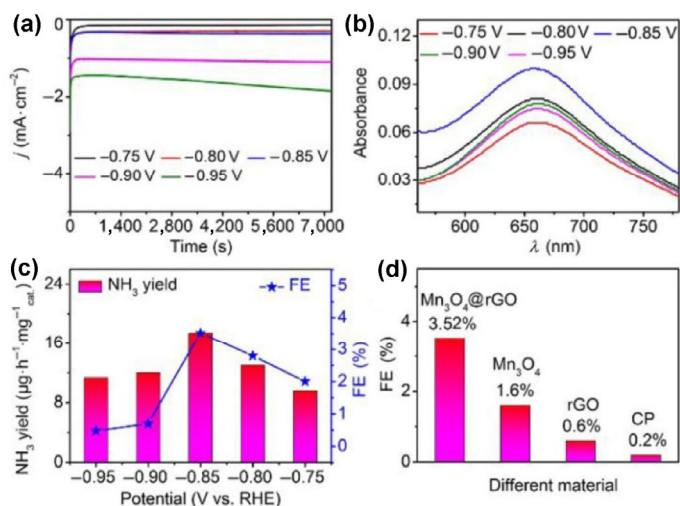 (a)
0
−2
−4
j (mA·cm⁻²)
−0.75 V −0.80 V −0.85 V
−0.90 V −0.95 V
0 1,400 2,800 4,200 5,600 7,000
Time (s)
(b)
0.12
0.09
0.06
0.03
Absorbance
−0.75 V −0.80 V −0.85 V
−0.90 V −0.95 V
600 650 700 750
λ (nm)
(c)
24
16
8
0
NH₃ yield (μg·h⁻¹·mg⁻¹cat.)
NH₃ yield FE
5
4
3
2
1
0
FE (%)
−0.95 −0.90 −0.85 −0.80 −0.75
Potential (V vs. RHE)
(d)
4
2
0
FE (%)
Mn₃O₄@rGO
3.52%
Mn₃O₄
1.6%
rGO
0.6%
CP
0.2%
Different material